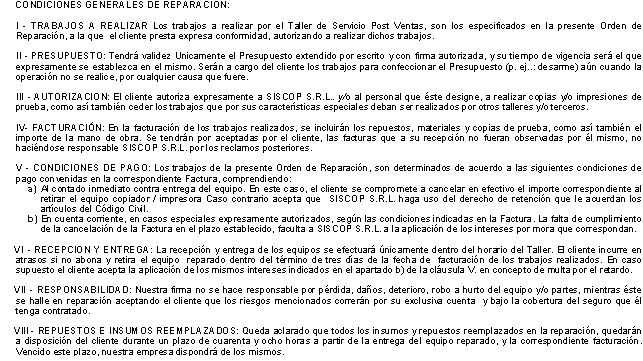 CONDICIONES GENERALES DE REPARACION:
I - TRABAJOS A REALIZAR Los trabajos a realizar por el Taller de Servicio Post Ventas, son los especificados en la presente Orden de
Reparación, a la que el cliente presta expresa conformidad, autorizando a realizar dichos trabajos.
II - PRESUPUESTO: Tendrá validez Unicamente el Presupuesto extendido por escrito y con firma autorizada, y su tiempo de vigencia será el que
expresamente se establezca en el mismo. Serán a cargo del cliente los trabajos para confeccionar el Presupuesto (p. ej..: desarme) aún cuando la
operación no se realice, por cualquier causa que fuere.
III - AUTORIZACION: El cliente autoriza expresamente a SISCOP S.R.L.. y/o al personal que éste designe, a realizar copias y/o impresiones de
prueba, como así también ceder los trabajos que por sus características especiales deban ser realizados por otros talleres y/o terceros.
IV- FACTURACIÓN: En la facturación de los trabajos realizados, se incluirán los repuestos, materiales y copias de prueba, como así también el
importe de la mano de obra. Se tendrán por aceptadas por el cliente, las facturas que a su recepción no fueran observadas por él mismo, no
haciéndose responsable SISCOP S.R.L. por los reclamos posteriores.
V - CONDICIONES DE PAGO: Los trabajos de la presente Orden de Reparación, son determinados de acuerdo a las siguientes condiciones de
pago convenidas en la correspondiente Factura, comprendiendo:
a) Al contado inmediato contra entrega del equipo. En este caso, el cliente se compromete a cancelar en efectivo el importe correspondiente al
retirar el equipo copiador / impresora Caso contrario acepta que SISCOP S.R.L. haga uso del derecho de retención que le acuerdan los
artículos del Código Civil.
b) En cuenta corriente, en casos especiales expresamente autorizados, según las condiciones indicadas en la Factura. La falta de cumplimiento
de la cancelación de la Factura en el plazo establecido, faculta a SISCOP S.R.L. a la aplicación de los intereses por mora que correspondan.
VI - RECEPCION Y ENTREGA: La recepción y entrega de los equipos se efectuará únicamente dentro del horario del Taller. El cliente incurre en
atrasos si no abona y retira el equipo reparado dentro del término de tres días de la fecha de facturación de los trabajos realizados. En caso
supuesto el cliente acepta la aplicación de los mismos intereses indicados en el apartado b) de la cláusula V. en concepto de multa por el retardo.
VII - RESPONSABILIDAD: Nuestra firma no se hace responsable por pérdida, daños, deterioro, robo a hurto del equipo y/o partes, mientras éste
se halle en reparación aceptando el cliente que los riesgos mencionados correrán por su exclusiva cuenta y bajo la cobertura del seguro que él
tenga contratado.
VIII - REPUESTOS E INSUMOS REEMPLAZADOS: Queda aclarado que todos los insumos y repuestos reemplazados en la reparación, quedarán
a disposición del cliente durante un plazo de cuarenta y ocho horas a partir de la entrega del equipo reparado, y la correspondiente facturación.
Vencido este plazo, nuestra empresa dispondrá de los mismos.